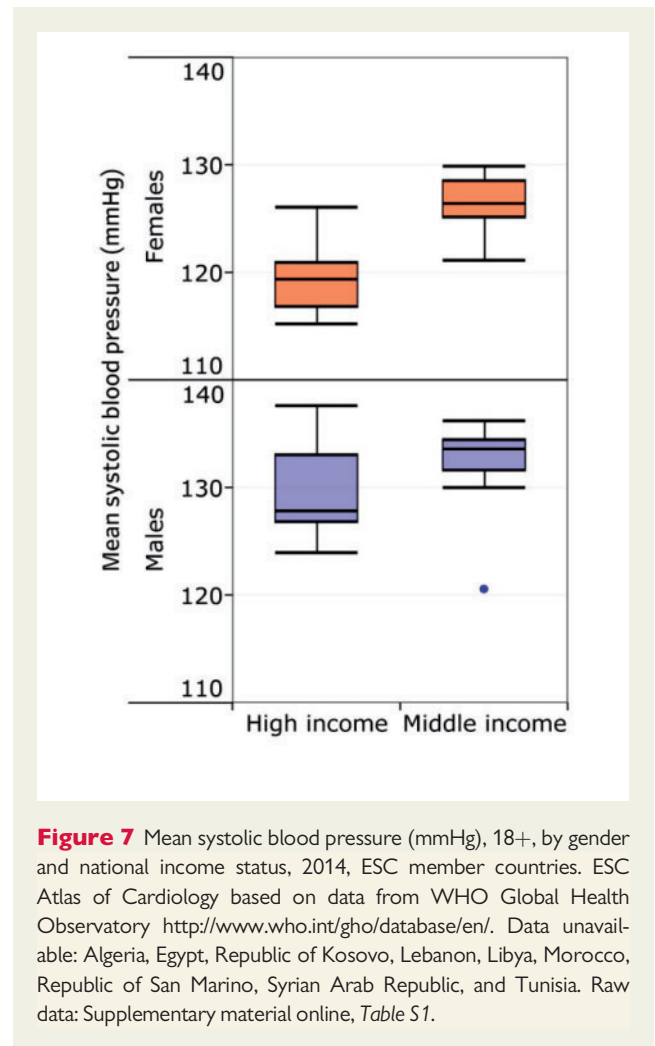 140
130
120
110
140
130
120
110
Mean systolic blood pressure (mmHg)
Females
Males
High income Middle income
Figure 7 Mean systolic blood pressure (mmHg), 18+, by gender
and national income status, 2014, ESC member countries. ESC
Atlas of Cardiology based on data from WHO Global Health
Observatory http://www.who.int/gho/database/en/. Data unavail-
able: Algeria, Egypt, Republic of Kosovo, Lebanon, Libya, Morocco,
Republic of San Marino, Syrian Arab Republic, and Tunisia. Raw
data: Supplementary material online, Table S1.